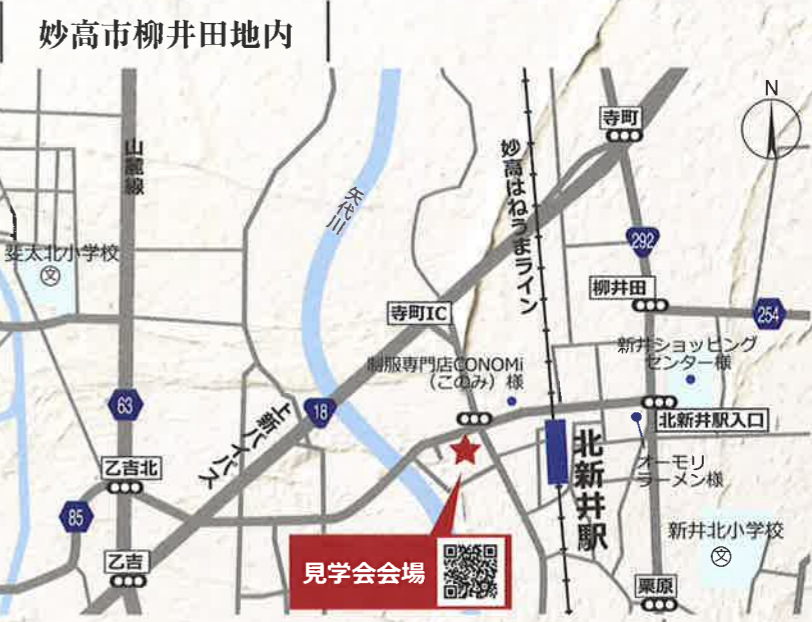 妙高市柳井田地内
N
寺町
山麓線
妙高はねうまライン
矢代川
斐太北小学校
文
292
柳井田
寺町IC
254
新井ショッピング
センター様
制服専門店CONOMi
(このみ)様
63
上新バイパス
18
北新井駅入口
乙吉北
北新井駅
オーモリ
ラーメン様
85
新井北小学校
文
乙吉
見学会会場
栗原